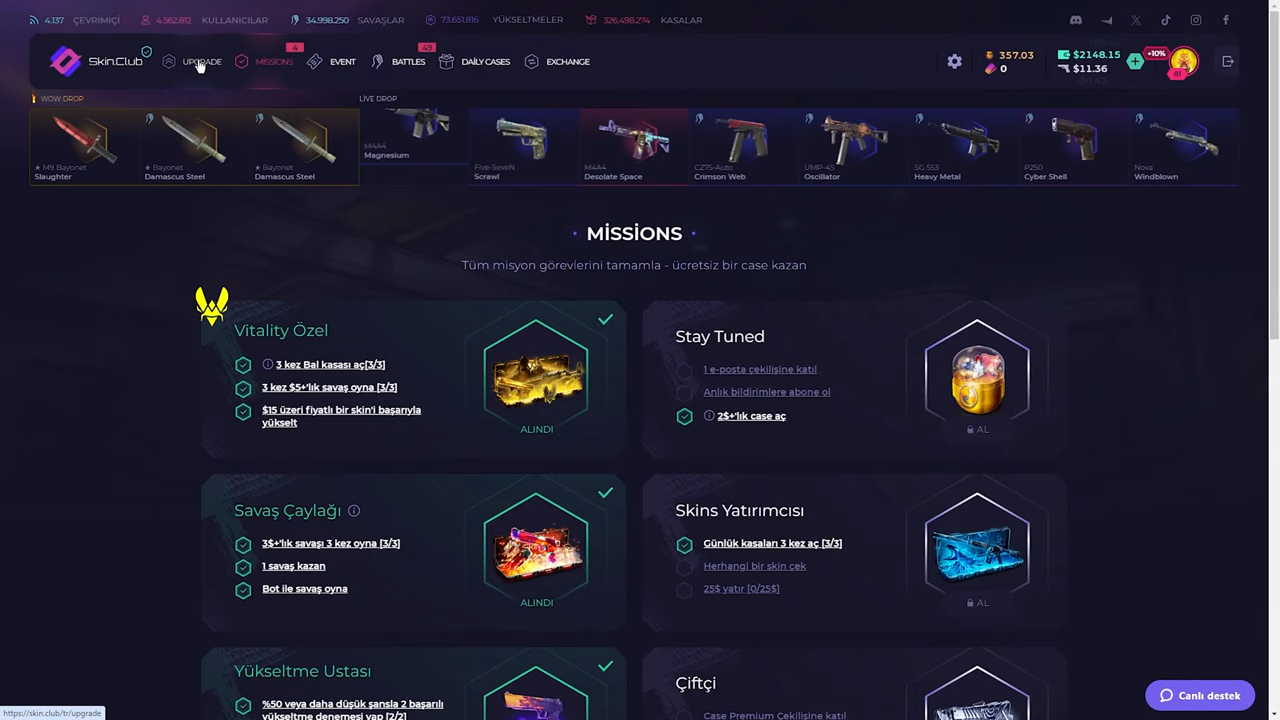 4.137 ÇEVRİMİÇİ 4.562.812 KULLANICILAR 34.998.250 SAVAŞLAR 73.651.816 YÜKSELTMELER 326.498.274 KASALAR
Skin.Club UPGRADE MISSIONS 4 EVENT BATTLES 49 DAILY CASES EXCHANGE
357.03 $2148.15 +10%
0 $11.36 81
WOW DROP LİVE DROP
★ M9 Bayonet
Slaughter
★ Bayonet
Damascus Steel
★ Bayonet
Damascus Steel
M4A4
Magnesium
Five-SeveN
Scrawl
M4A4
Desolate Space
CZ75-Auto
Crimson Web
UMP-45
Oscillator
SG 553
Heavy Metal
P250
Cyber Shell
Nova
Windblown
MİSSİONS
Tüm misyon görevlerini tamamla - ücretsiz bir case kazan
Vitality Özel
3 kez Bal kasası aç[3/3]
3 kez $5+'lık savaş oyna [3/3]
$15 üzeri fiyatlı bir skin'i başarıyla
yükselt
ALINDI
Stay Tuned
1 e-posta çekilişine katıl
Anlık bildirimlere abone ol
2$+'lık case aç
AL
Savaş Çaylağı
3$+'lık savaşı 3 kez oyna [3/3]
1 savaş kazan
Bot ile savaş oyna
ALINDI
Skins Yatırımcısı
Günlük kasaları 3 kez aç [3/3]
Herhangi bir skin çek
25$ yatır [0/25$]
AL
Yükseltme Ustası
%50 veya daha düşük şansla 2 başarılı
yükseltme denemesi yap [2/2]
Çiftçi
Case Premium Çekilişine katıl
Canlı destek
https://skin.club/tr/upgrade